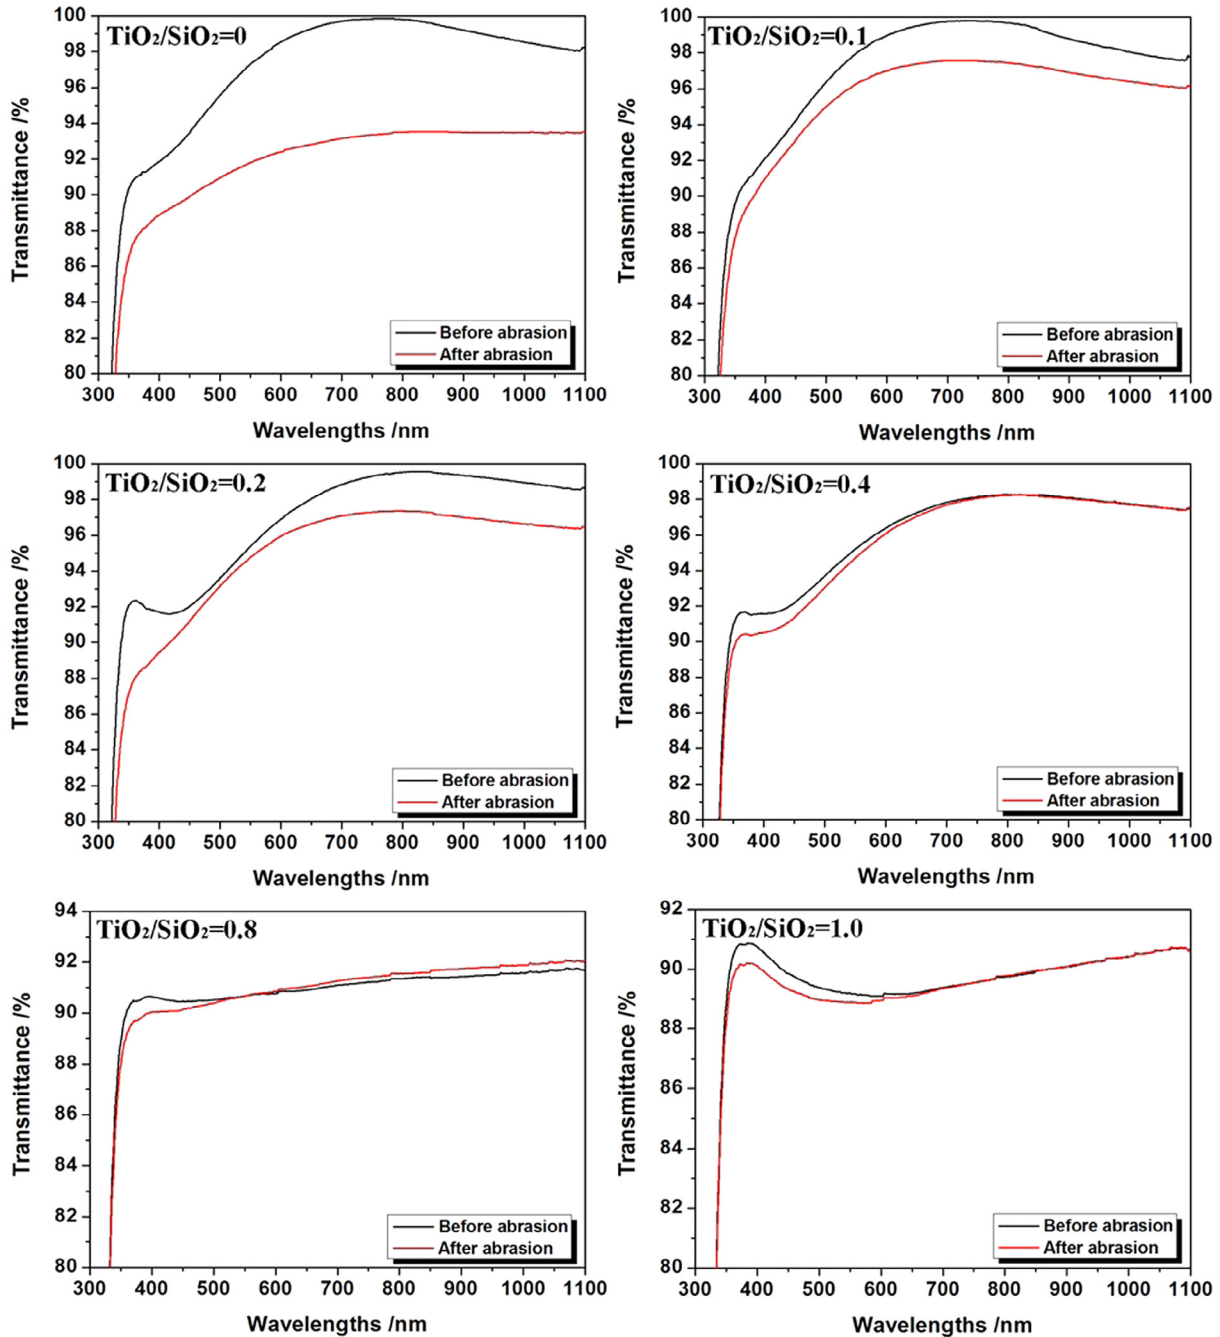 TiO2/SiO2=0
100
98
96
94
92
90
88
86
84
82
80
Transmittance /%
300 400 500 600 700 800 900 1000 1100
Wavelengths /nm
Before abrasion
After abrasion
TiO2/SiO2=0.1
100
98
96
94
92
90
88
86
84
82
80
Transmittance /%
300 400 500 600 700 800 900 1000 1100
Wavelengths /nm
Before abrasion
After abrasion
TiO2/SiO2=0.2
100
98
96
94
92
90
88
86
84
82
80
Transmittance /%
300 400 500 600 700 800 900 1000 1100
Wavelengths /nm
Before abrasion
After abrasion
TiO2/SiO2=0.4
100
98
96
94
92
90
88
86
84
82
80
Transmittance /%
300 400 500 600 700 800 900 1000 1100
Wavelengths /nm
Before abrasion
After abrasion
TiO2/SiO2=0.8
94
92
90
88
86
84
82
80
Transmittance /%
300 400 500 600 700 800 900 1000 1100
Wavelengths /nm
Before abrasion
After abrasion
TiO2/SiO2=1.0
92
90
88
86
84
82
80
Transmittance /%
300 400 500 600 700 800 900 1000 1100
Wavelengths /nm
Before abrasion
After abrasion